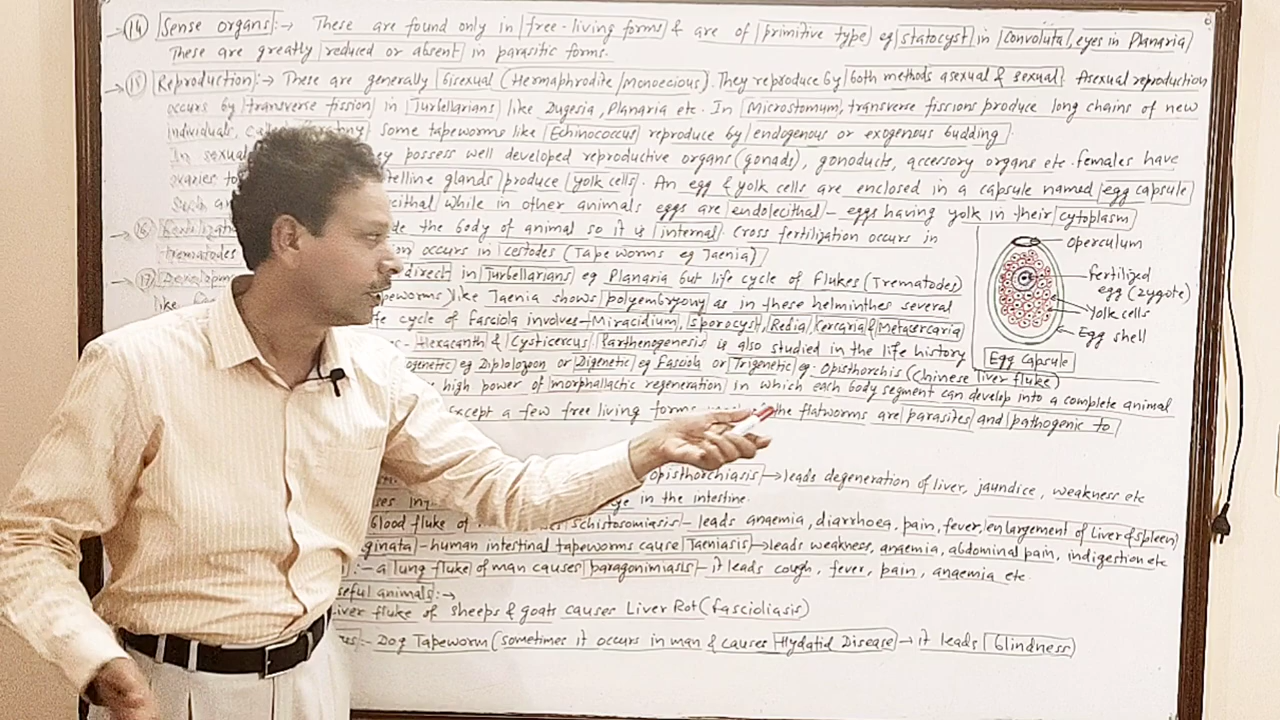 (14) Sense organs:→ These are found only in free-living forms & are of primitive type eg statocyst in Convoluta, eyes in Planaria
These are greatly reduced or absent in parasitic forms.
(15) Reproduction:→ These are generally bisexual (Hermaphrodite/monoecious). They reproduce by both methods asexual & sexual. Asexual reproduction
occurs by transverse fission in Turbellarians like Dugesia, Planaria etc. In Microstomum, transverse fissions produce long chains of new
individuals, some tapeworms like Echinococcus reproduce by endogenous or exogenous budding
In sexual possess well developed reproductive organs (gonads), gonoducts, accessory organs etc. females have
ovaries to glands produce yolk cells. An egg & yolk cells are enclosed in a capsule named egg capsule
Such while in other animals eggs are endolecithal - eggs having yolk in their cytoplasm
(16) the body of animal so it is internal. Cross fertilization occurs in
trematodes occurs in cestodes (Tapeworms eg Taenia)
(17) direct in Turbellarians eg Planaria but life cycle of Flukes (Trematodes)
like Taenia shows polyembryony as in these helminthes several
cycle of fasciola involves - Miracidium, Sporocyst, Redia, Kercaria & Metacercaria
- Hexacanth & Cysticercus Parthenogenesis is also studied in the life history
eg Diplozoon or Digenetic eg Fasciola or Trigenetic eg - Opisthorchis (Chinese liver fluke)
high power of morphallactic regeneration in which each body segment can develop into a complete animal
Except a few free living forms the flatworms are parasites and pathogenic to
operculum
fertilized
egg (zygote)
Yolk cells
Egg shell
Egg Capsule
opisthorchiasis → leads degeneration of liver, jaundice, weakness etc
in the intestine.
Blood fluke of schistosomiasis - leads anaemia, diarrhoea, pain, fever, enlargement of Liver & spleen
- human intestinal tapeworms cause Taeniasis → leads weakness, anaemia, abdominal pain, indigestion etc
:- a lung fluke of man causes paragonimiasis - it leads cough, fever, pain, anaemia etc
animals:→
fluke of sheeps & goats causes Liver Rot (fascioliasis)
:- Dog Tapeworm (sometimes it occurs in man & causes Hydatid Disease → it leads blindness)